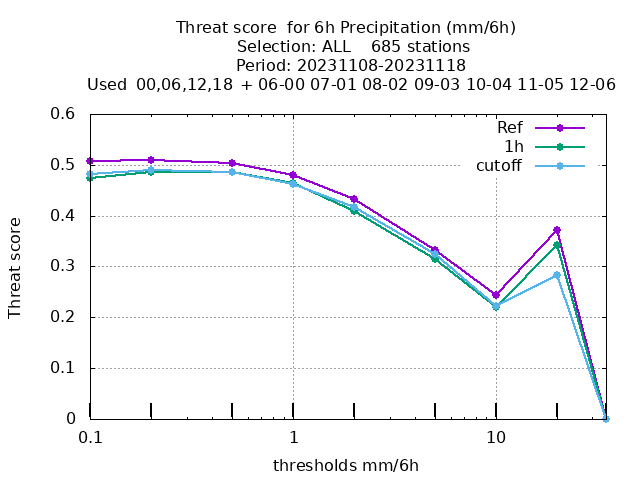 Threat score  for 6h Precipitation (mm/6h)
Selection: ALL    685 stations
Period: 20231108-20231118
Used  00,06,12,18  + 06-00 07-01 08-02 09-03 10-04 11-05 12-06
Ref
1h
cutoff
Threat score
0.6
0.5
0.4
0.3
0.2
0.1
0
0.1
1
10
thresholds mm/6h